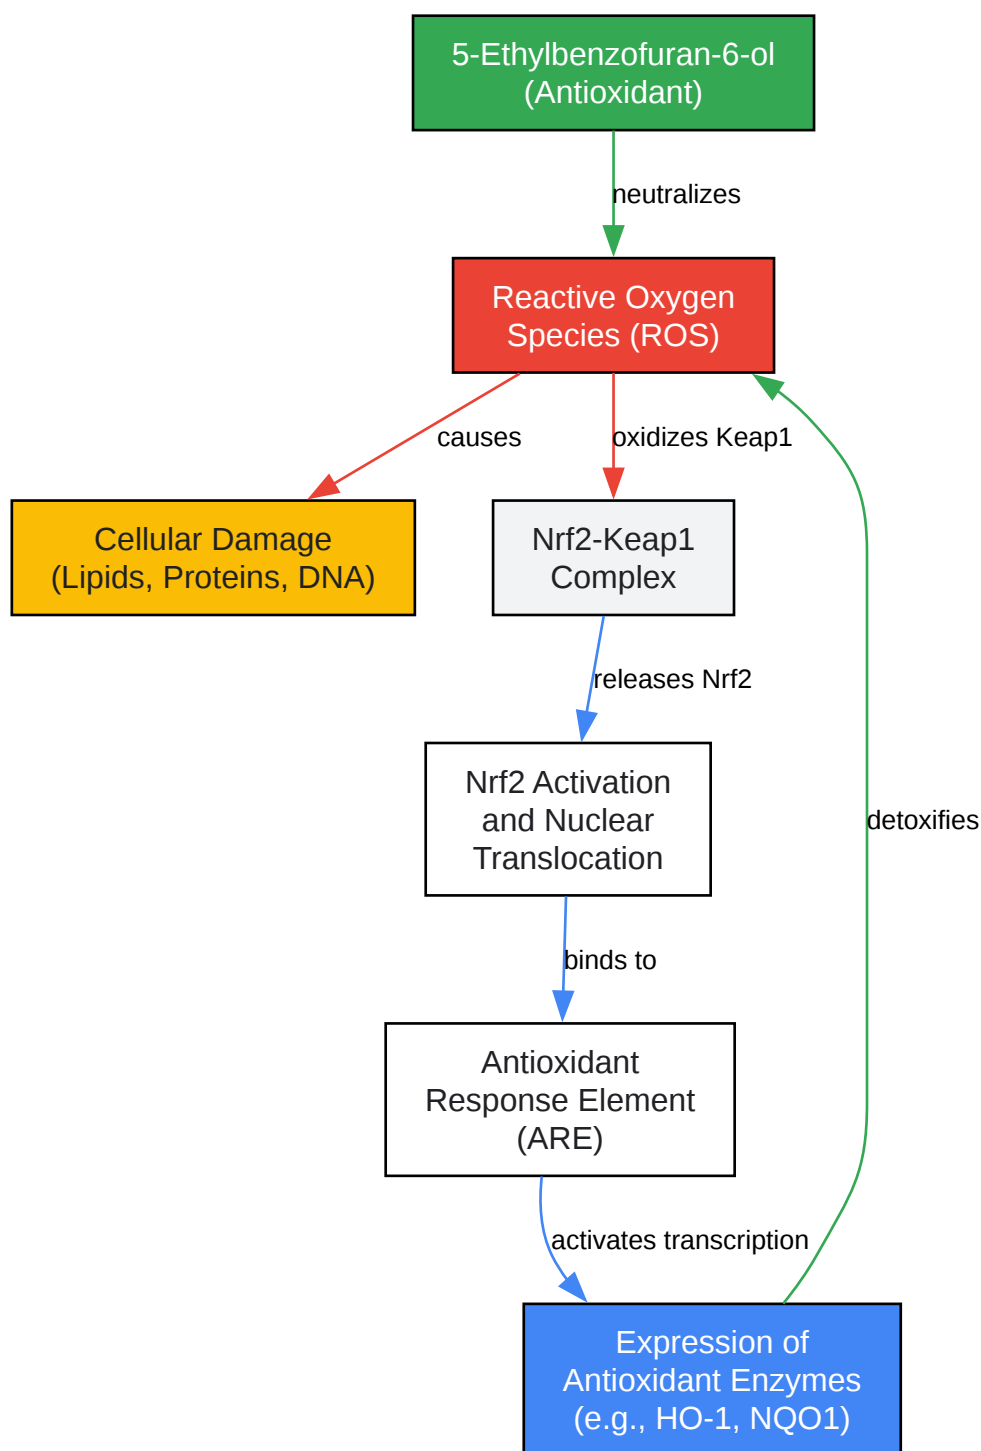 5-Ethylbenzofuran-6-ol
(Antioxidant)
neutralizes
Reactive Oxygen
Species (ROS)
causes
oxidizes Keap1
Cellular Damage
(Lipids, Proteins, DNA)
Nrf2-Keap1
Complex
releases Nrf2
Nrf2 Activation
and Nuclear
Translocation
detoxifies
binds to
Antioxidant
Response Element
(ARE)
activates transcription
Expression of
Antioxidant Enzymes
(e.g., HO-1, NQO1)